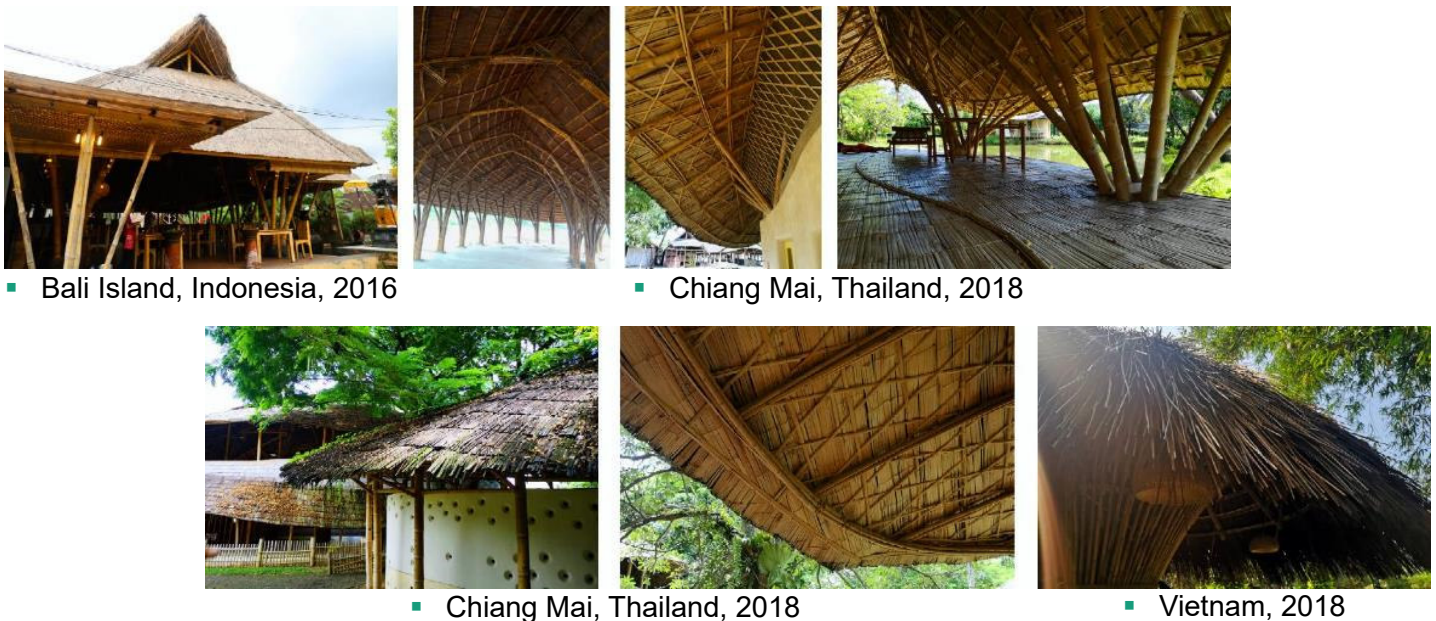 ▪ Bali Island, Indonesia, 2016
▪ Chiang Mai, Thailand, 2018
▪ Chiang Mai, Thailand, 2018
▪ Vietnam, 2018